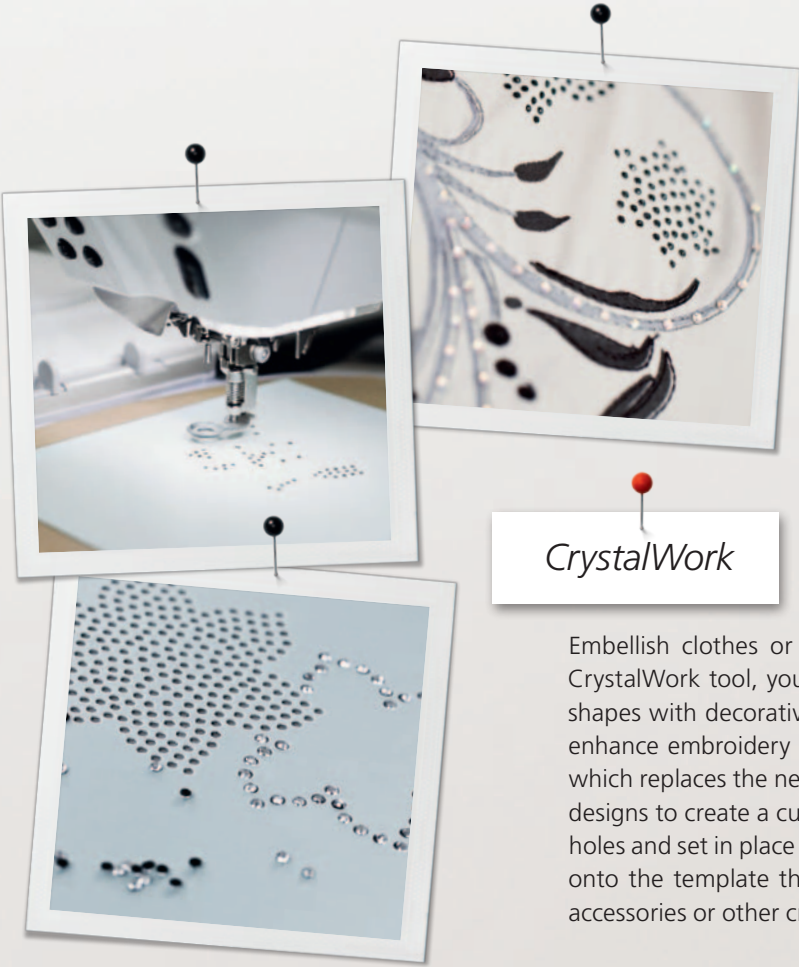 CrystalWork
Embellish clothes or
CrystalWork tool, you
shapes with decorativ
enhance embroidery
which replaces the ne
designs to create a cu
holes and set in place
onto the template th
accessories or other cr